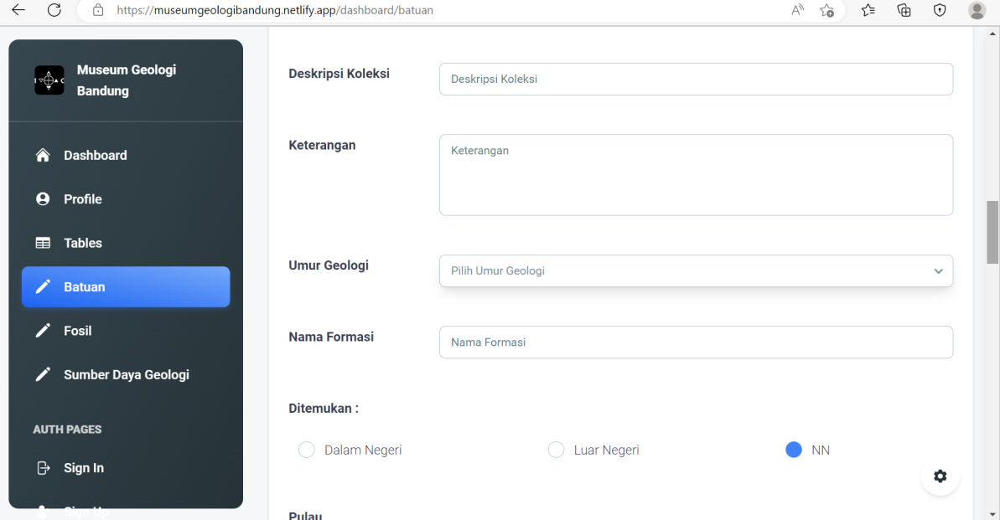 https://museumgeologibandung.netlify.app/dashboard/batuan
Museum Geologi
Bandung
Dashboard
Profile
Tables
Batuan
Fosil
Sumber Daya Geologi
AUTH PAGES
Sign In
Sign Up
Deskripsi Koleksi
Deskripsi Koleksi
Keterangan
Keterangan
Umur Geologi
Pilih Umur Geologi
Nama Formasi
Nama Formasi
Ditemukan :
Dalam Negeri
Luar Negeri
NN
Pulau